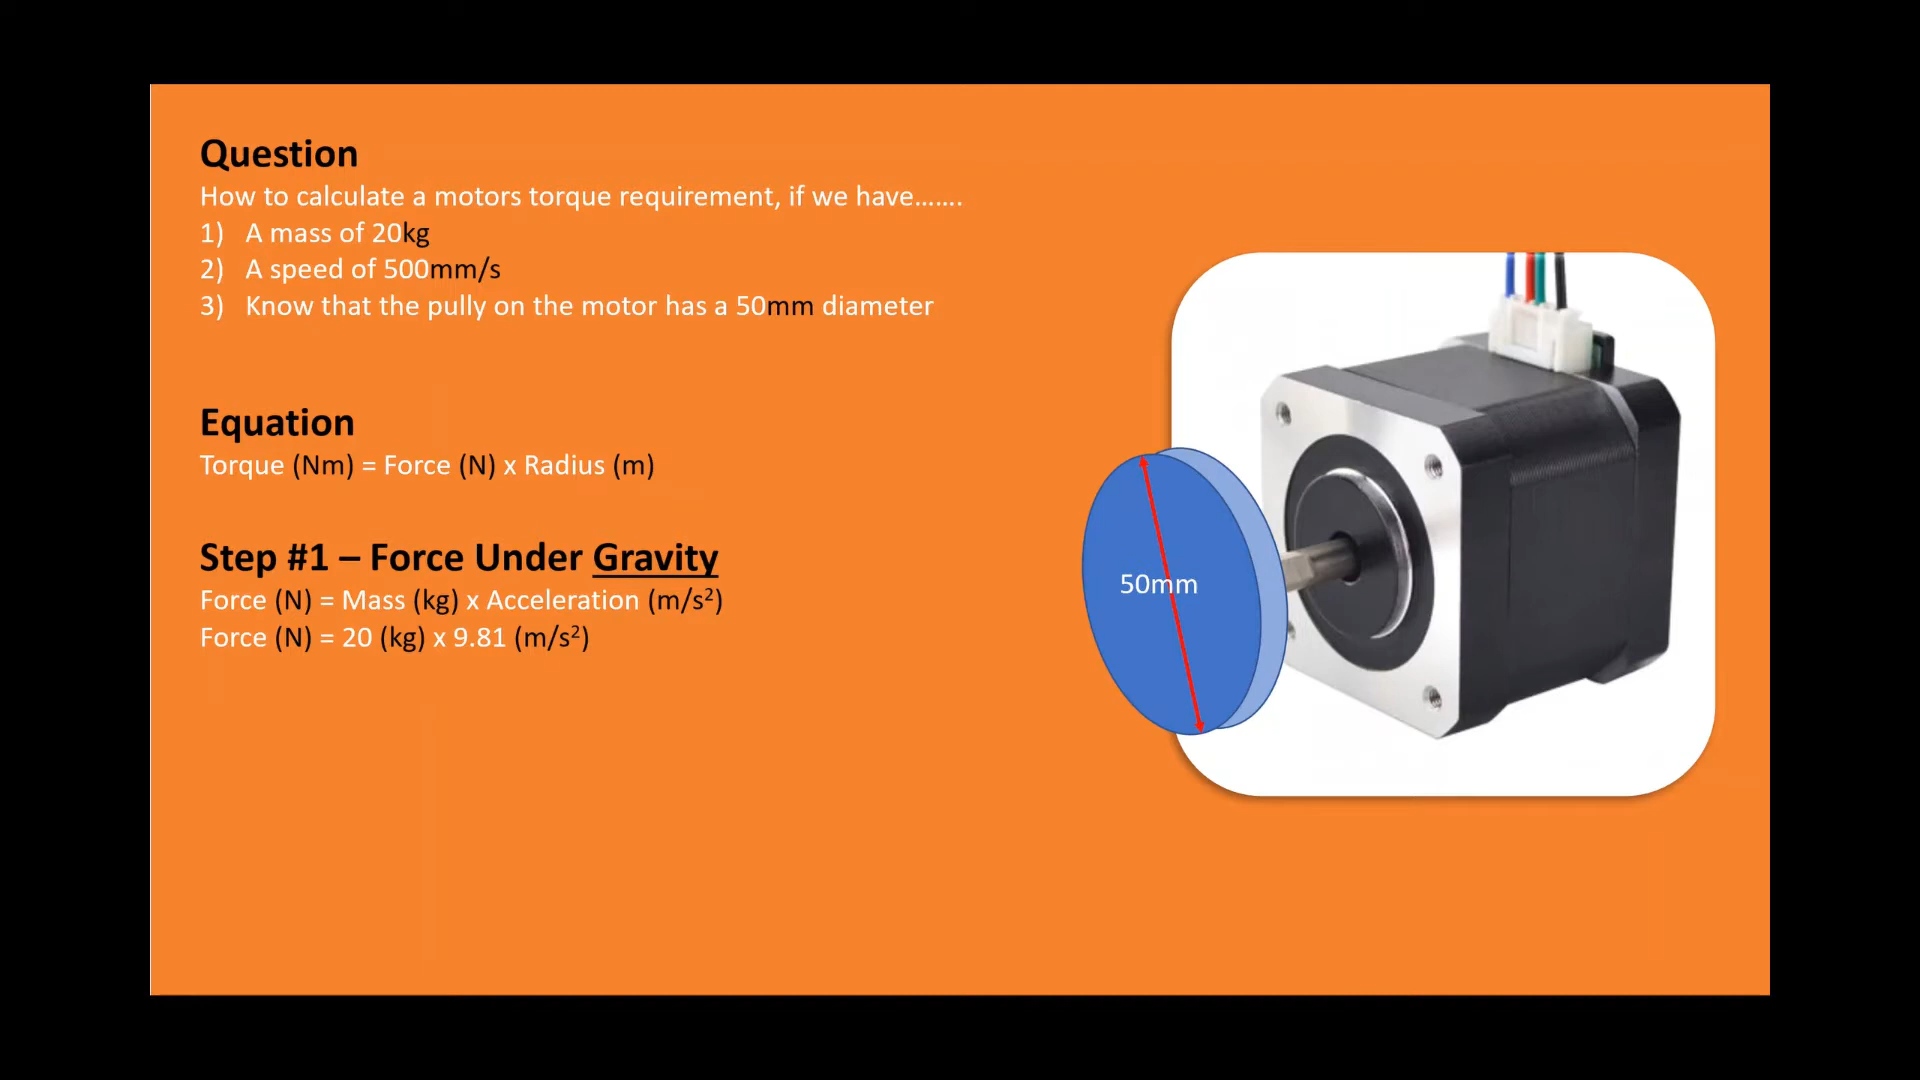 Question
How to calculate a motors torque requirement, if we have…….
1) A mass of 20kg
2) A speed of 500mm/s
3) Know that the pully on the motor has a 50mm diameter
Equation
Torque (Nm) = Force (N) x Radius (m)
Step #1 – Force Under Gravity
Force (N) = Mass (kg) x Acceleration (m/s²)
Force (N) = 20 (kg) x 9.81 (m/s²)
50mm